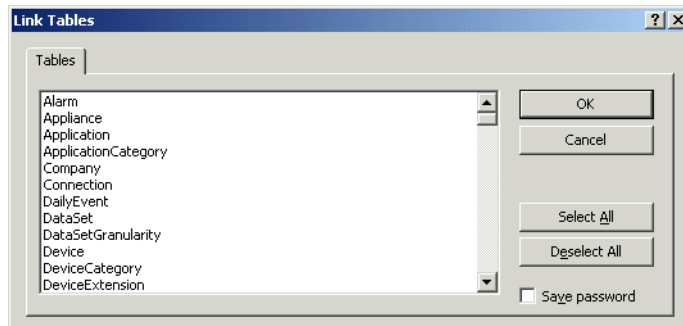 Link Tables
Tables
Alarm
Appliance
Application
ApplicationCategory
Company
Connection
DailyEvent
DataSet
DataSetGranularity
Device
DeviceCategory
DeviceExtension
OK
Cancel
Select All
Deselect All
Save password